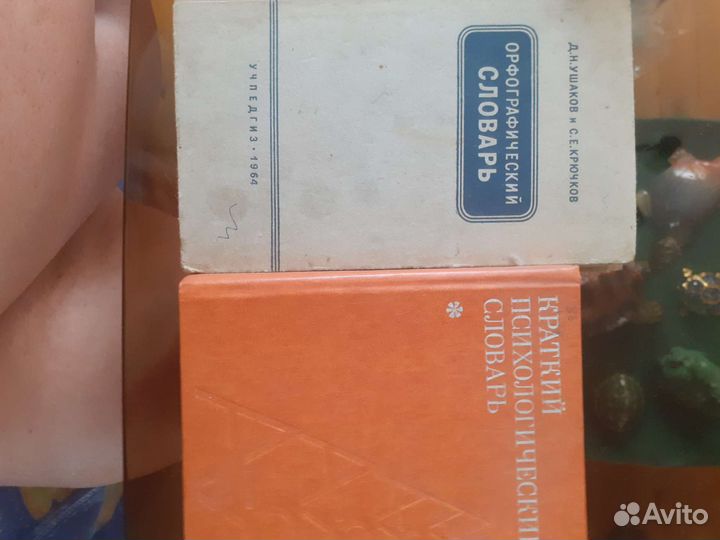 Д.Н.УШАКОВ и С.Е.КРЮЧКОВ
ОРФОГРАФИЧЕСКИЙ
СЛОВАРЬ
УЧПЕДГИЗ · 1964
КРАТКИЙ
ПСИХОЛОГИЧЕСКИЙ
СЛОВАРЬ
Avito